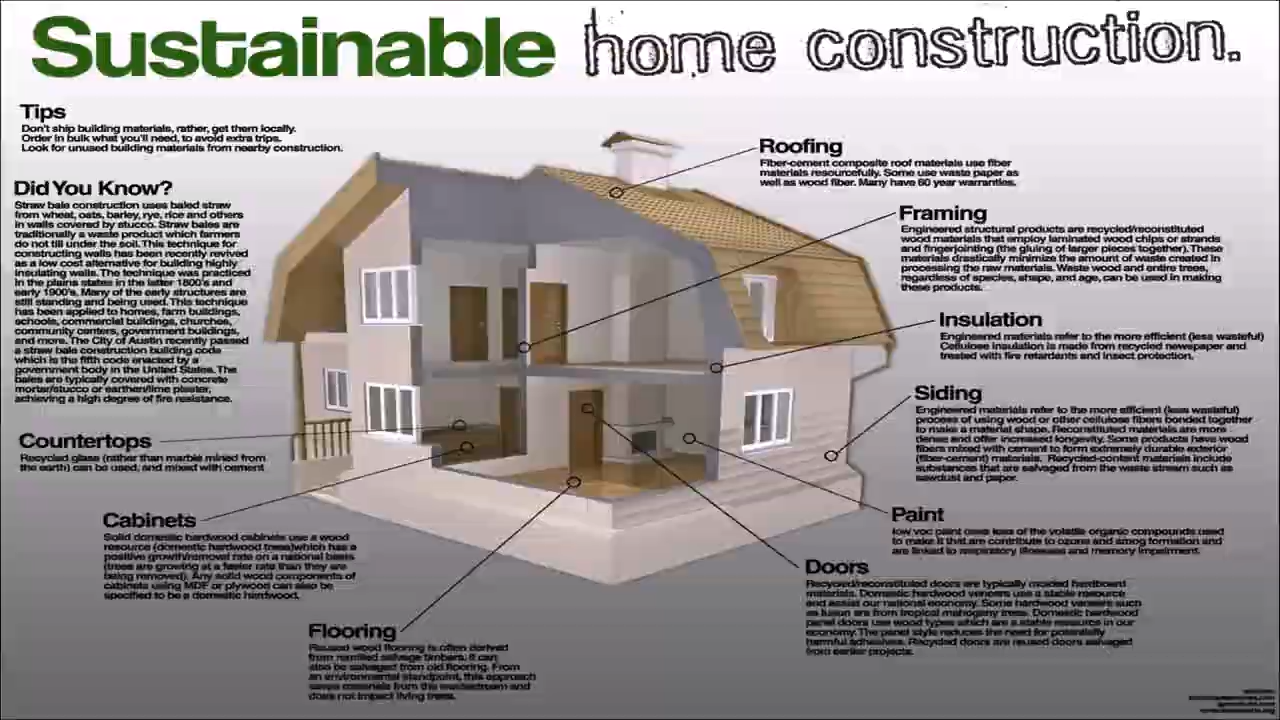 Sustainable home construction.
Tips
Don't ship building materials, rather, get them locally.
Order in bulk what you'll need, to avoid extra trips.
Look for unused building materials from nearby construction.
Did You Know?
Straw bale construction uses baled straw
from wheat, oats, barley, rye, rice and others
in walls covered by stucco. Straw bales are
traditionally a waste product which farmers
do not till under the soil. This technique for
constructing walls has been recently revived
as a low cost alternative for building highly
insulating walls. The technique was practiced
in the plains states in the latter 1800's and
early 1900's. Many of the early structures are
still standing and being used. This technique
has been applied to homes, farm buildings,
schools, commercial buildings, churches,
community centers, government buildings,
and more. The City of Austin recently passed
a straw bale construction building code
which is the fifth code enacted by a
government body in the United States. The
bales are typically covered with concrete
mortar/stucco or earthen/lime plaster,
achieving a high degree of fire resistance.
Countertops
Recycled glass (rather than marble mined from
the earth) can be used, and mixed with cement
Cabinets
Solid domestic hardwood cabinets use a wood
resource (domestic hardwood trees)which has a
positive growth/removal rate on a national basis
(trees are growing at a faster rate than they are
being removed). Any solid wood components of
cabinets using MDF or plywood can also be
specified to be a domestic hardwood.
Flooring
Reused wood flooring is often derived
from remilled salvage timbers. It can
also be salvaged from old flooring. From
an environmental standpoint, this approach
saves materials from the wastestream and
does not impact living trees.
Roofing
Fiber-cement composite roof materials use fiber
materials resourcefully. Some use waste paper as
well as wood fiber. Many have 60 year warranties.
Framing
Engineered structural products are recycled/reconstituted
wood materials that employ laminated wood chips or strands
and fingerjointing (the gluing of larger pieces together). These
materials drastically minimize the amount of waste created in
processing the raw materials. Waste wood and entire trees,
regardless of species, shape, and age, can be used in making
these products.
Insulation
Engineered materials refer to the more efficient (less wasteful)
Cellulose insulation is made from recycled newspaper and
treated with fire retardents and insect protection.
Siding
Engineered materials refer to the more efficient (less wasteful)
process of using wood or other cellulose fibers bonded together
to make a material shape. Reconstituted materials are more
dense and offer increased longevity. Some products have wood
fibers mixed with cement to form extremely durable exterior
(fiber-cement) materials. Recycled-content materials include
substances that are salvaged from the waste stream such as
sawdust and paper.
Paint
low voc paint uses less of the volatile organic compounds used
to make it that are contribute to ozone and smog formation and
are linked to respiratory illnesses and memory impairment.
Doors
Recycled/reconstituted doors are typically molded hardboard
materials. Domestic hardwood veneers use a stable resource
and assist our national economy. Some hardwood veneers such
as luaun are from tropical mahogany trees. Domestic hardwood
panel doors use wood types which are a stable resource in our
economy. The panel style reduces the need for potentially
harmful adhesives. Recycled doors are reused doors salvaged
from earlier projects.